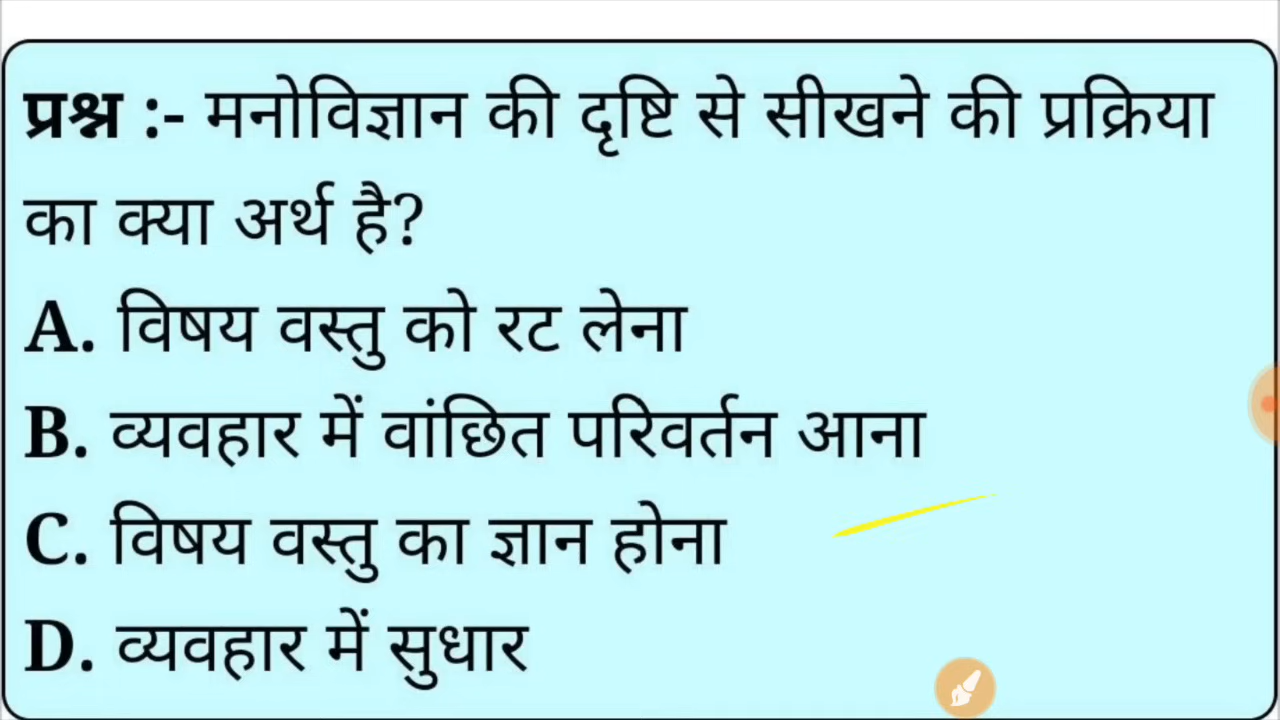 प्रश्न :- मनोविज्ञान की दृष्टि से सीखने की प्रक्रिया
का क्या अर्थ है?
A. विषय वस्तु को रट लेना
B. व्यवहार में वांछित परिवर्तन आना
C. विषय वस्तु का ज्ञान होना
D. व्यवहार में सुधार